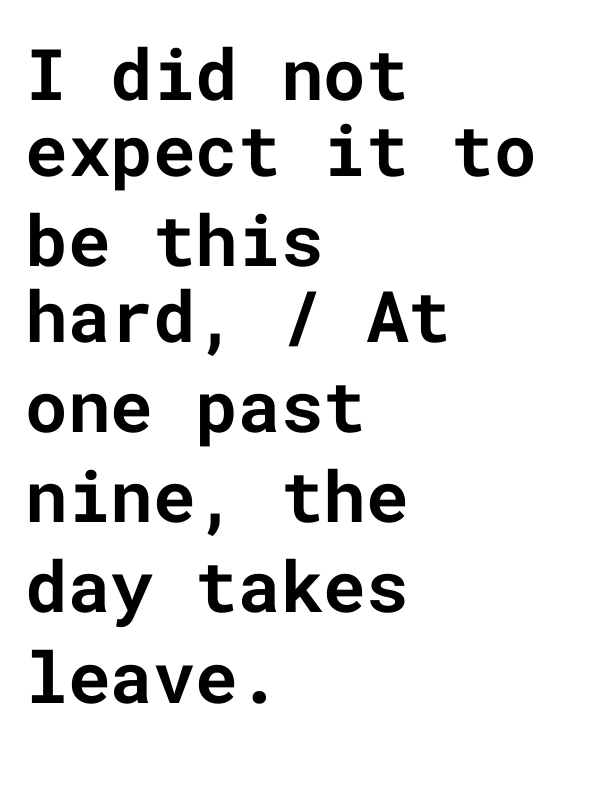 I did not
expect it to
be this
hard, / At
one past
nine, the
day takes
leave.